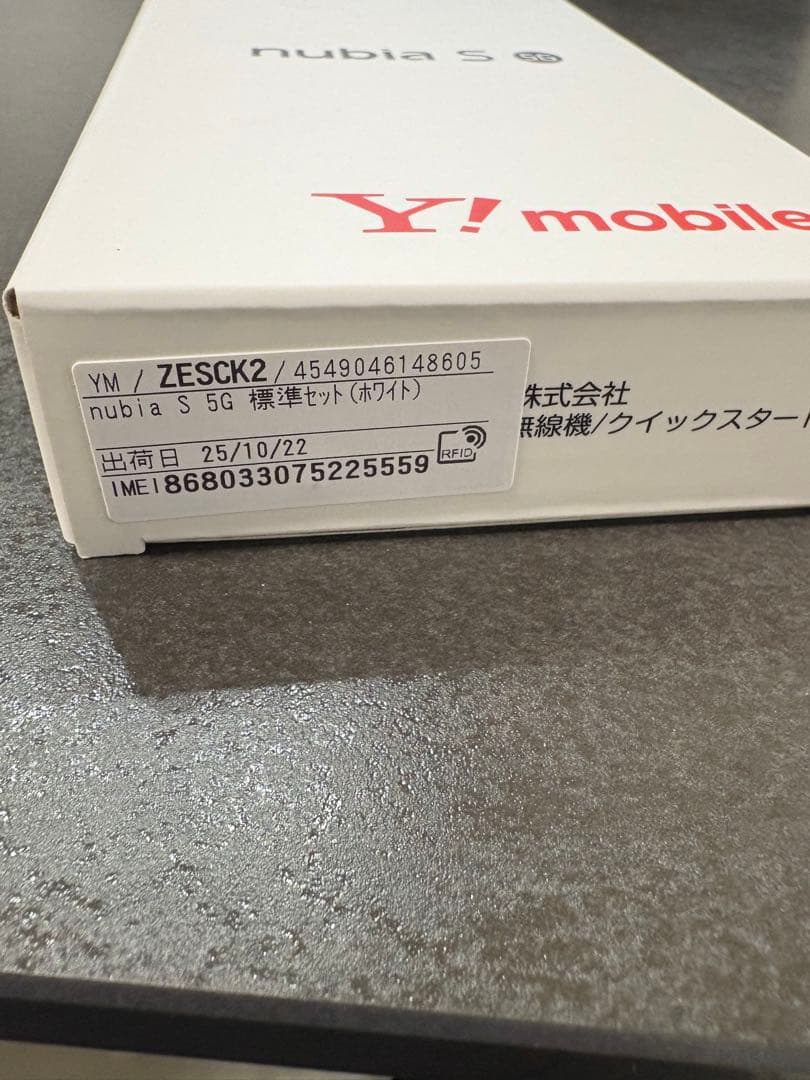 nubia S 5G
Y! mobile
YM / ZESCK2 / 4549046148605
nubia S 5G 標準セット(ホワイト)
出荷日 25/10/22
RFID
IMEI868033075225559
株式会社
無線機/クイックスタート